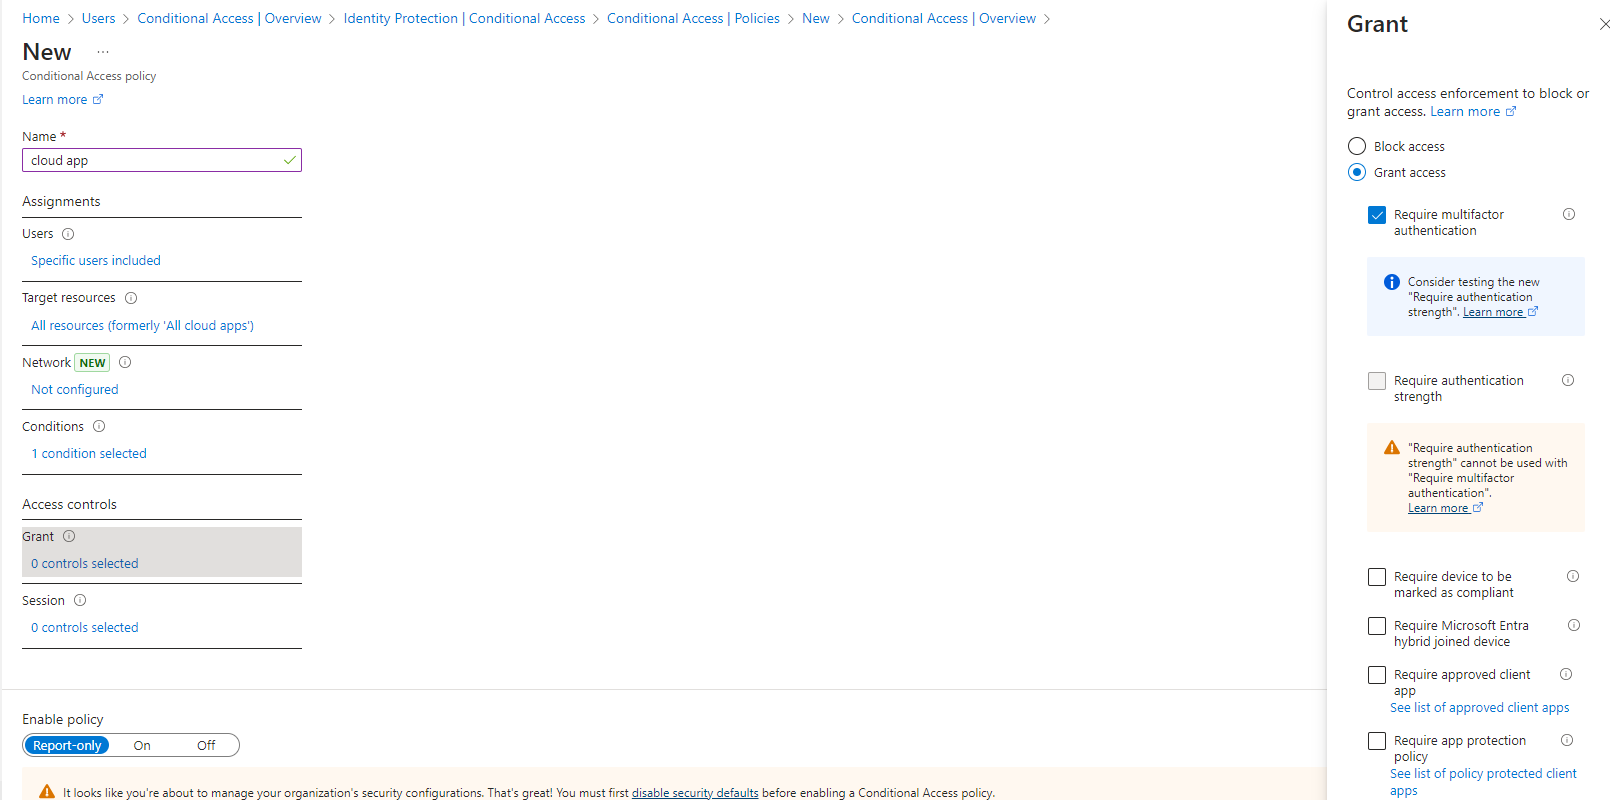 Home > Users > Conditional Access | Overview > Identity Protection | Conditional Access > Conditional Access | Policies > New > Conditional Access | Overview >
New ...
Conditional Access policy
Learn more
Name *
cloud app
Assignments
Users
Specific users included
Target resources
All resources (formerly 'All cloud apps')
Network NEW
Not configured
Conditions
1 condition selected
Access controls
Grant
0 controls selected
Session
0 controls selected
Enable policy
Report-only On Off
It looks like you're about to manage your organization's security configurations. That's great! You must first disable security defaults before enabling a Conditional Access policy.
Grant
Control access enforcement to block or
grant access. Learn more
Block access
Grant access
Require multifactor
authentication
Consider testing the new
"Require authentication
strength". Learn more
Require authentication
strength
"Require authentication
strength" cannot be used with
"Require multifactor
authentication".
Learn more
Require device to be
marked as compliant
Require Microsoft Entra
hybrid joined device
Require approved client
app
See list of approved client apps
Require app protection
policy
See list of policy protected client
apps